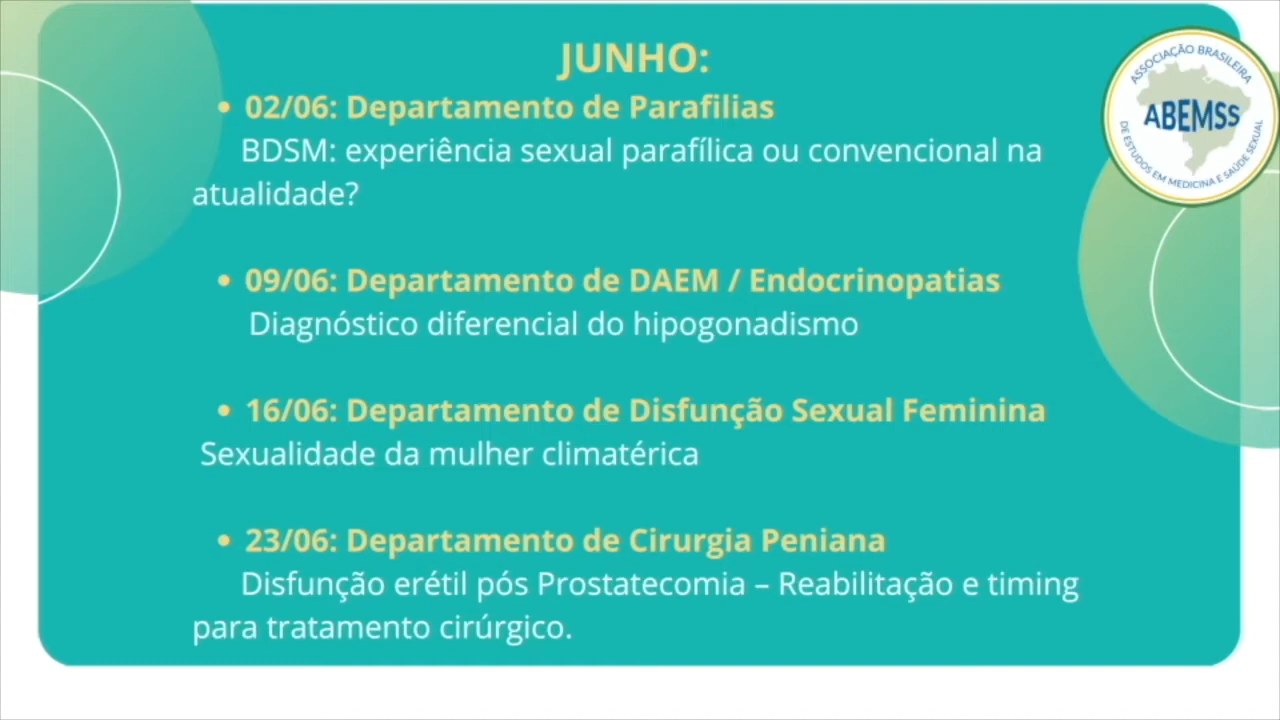 JUNHO:
• 02/06: Departamento de Parafilias
BDSM: experiência sexual parafílica ou convencional na
atualidade?
• 09/06: Departamento de DAEM / Endocrinopatias
Diagnóstico diferencial do hipogonadismo
• 16/06: Departamento de Disfunção Sexual Feminina
Sexualidade da mulher climatérica
• 23/06: Departamento de Cirurgia Peniana
Disfunção erétil pós Prostatecomia – Reabilitação e timing
para tratamento cirúrgico.
ASSOCIAÇÃO BRASILEIRA
ABEMSS
DE ESTUDOS EM MEDICINA E SAÚDE SEXUAL